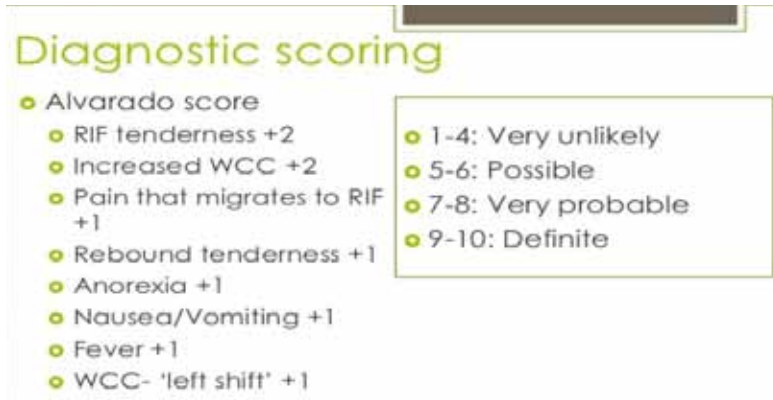 Diagnostic scoring
Alvarado score
RIF tenderness +2
Increased WCC +2
Pain that migrates to RIF
+1
Rebound tenderness +1
Anorexia +1
Nausea/Vomiting +1
Fever +1
WCC- 'left shift' +1
1-4: Very unlikely
5-6: Possible
7-8: Very probable
9-10: Definite